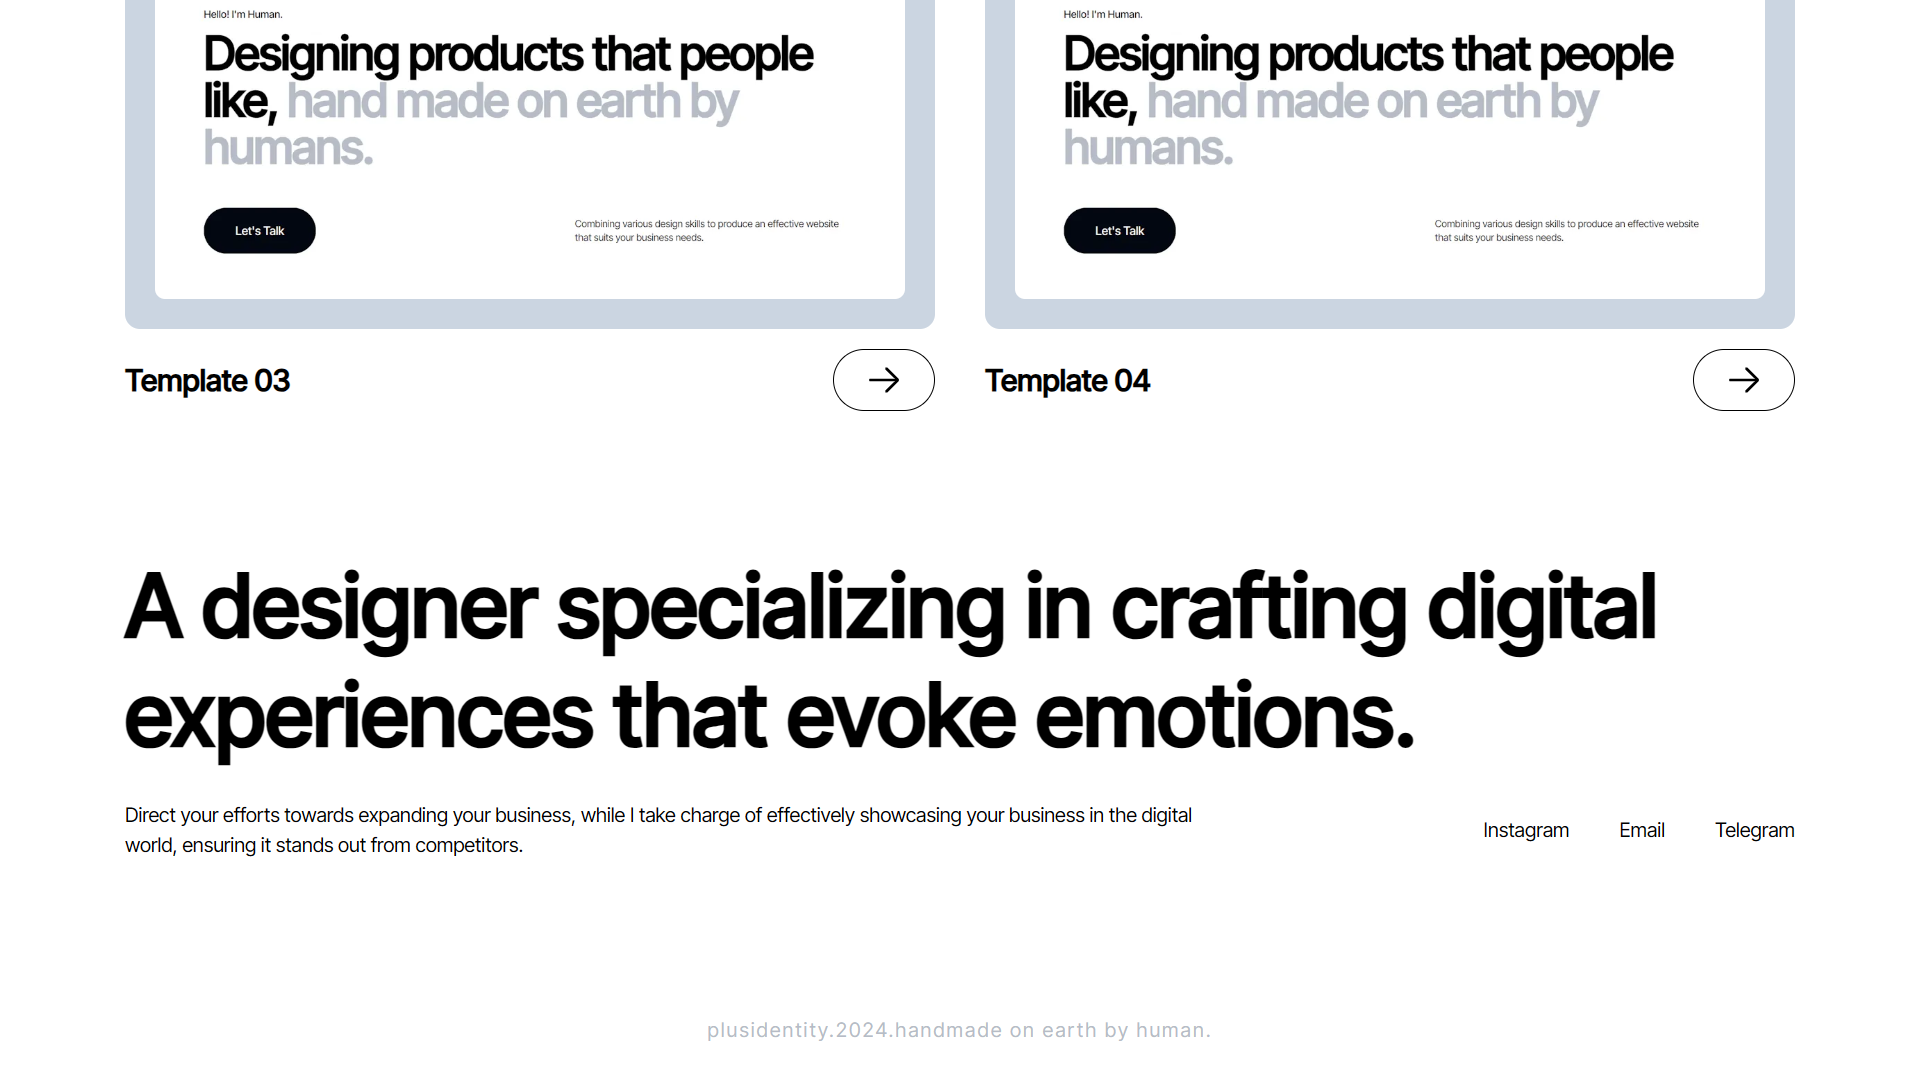 Hello! I'm Human.
Designing products that people
like, hand made on earth by
humans.
Let's Talk
Combining various design skills to produce an effective website
that suits your business needs.
Template 03
Hello! I'm Human.
Designing products that people
like, hand made on earth by
humans.
Let's Talk
Combining various design skills to produce an effective website
that suits your business needs.
Template 04
A designer specializing in crafting digital
experiences that evoke emotions.
Direct your efforts towards expanding your business, while I take charge of effectively showcasing your business in the digital
world, ensuring it stands out from competitors.
Instagram
Email
Telegram
plusidentity.2024.handmade on earth by human.